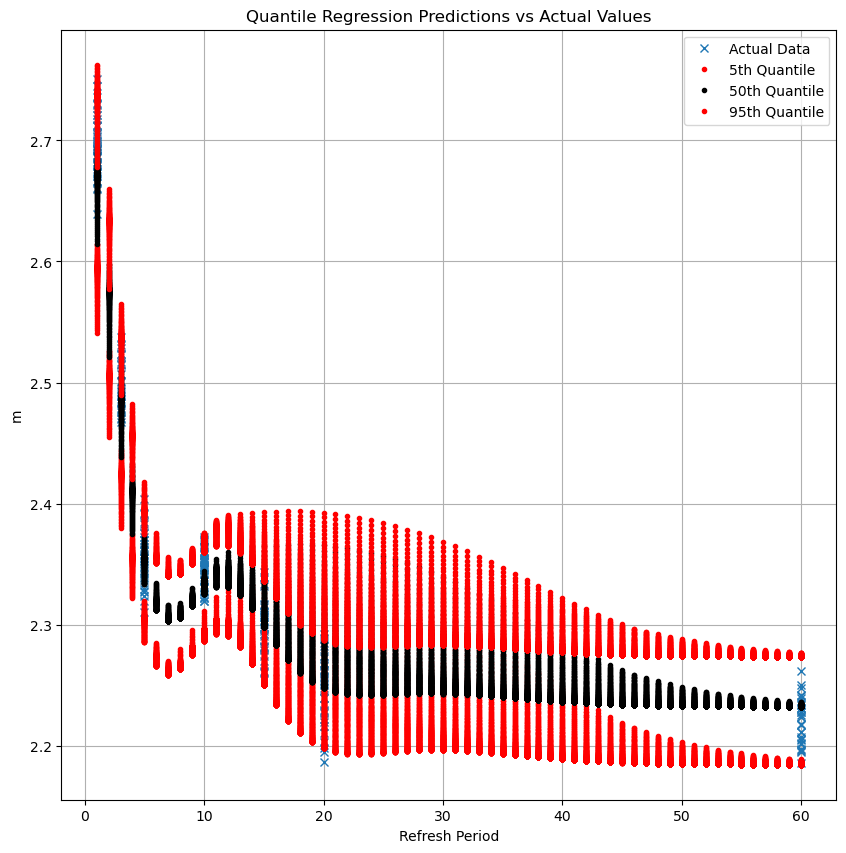 Quantile Regression Predictions vs Actual Values
Actual Data
5th Quantile
50th Quantile
95th Quantile
2.7
2.6
2.5
2.4
2.3
2.2
m
0 10 20 30 40 50 60
Refresh Period